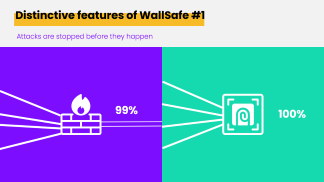 Distinctive features of WallSafe #1
Attacks are stopped before they happen
99%
100%